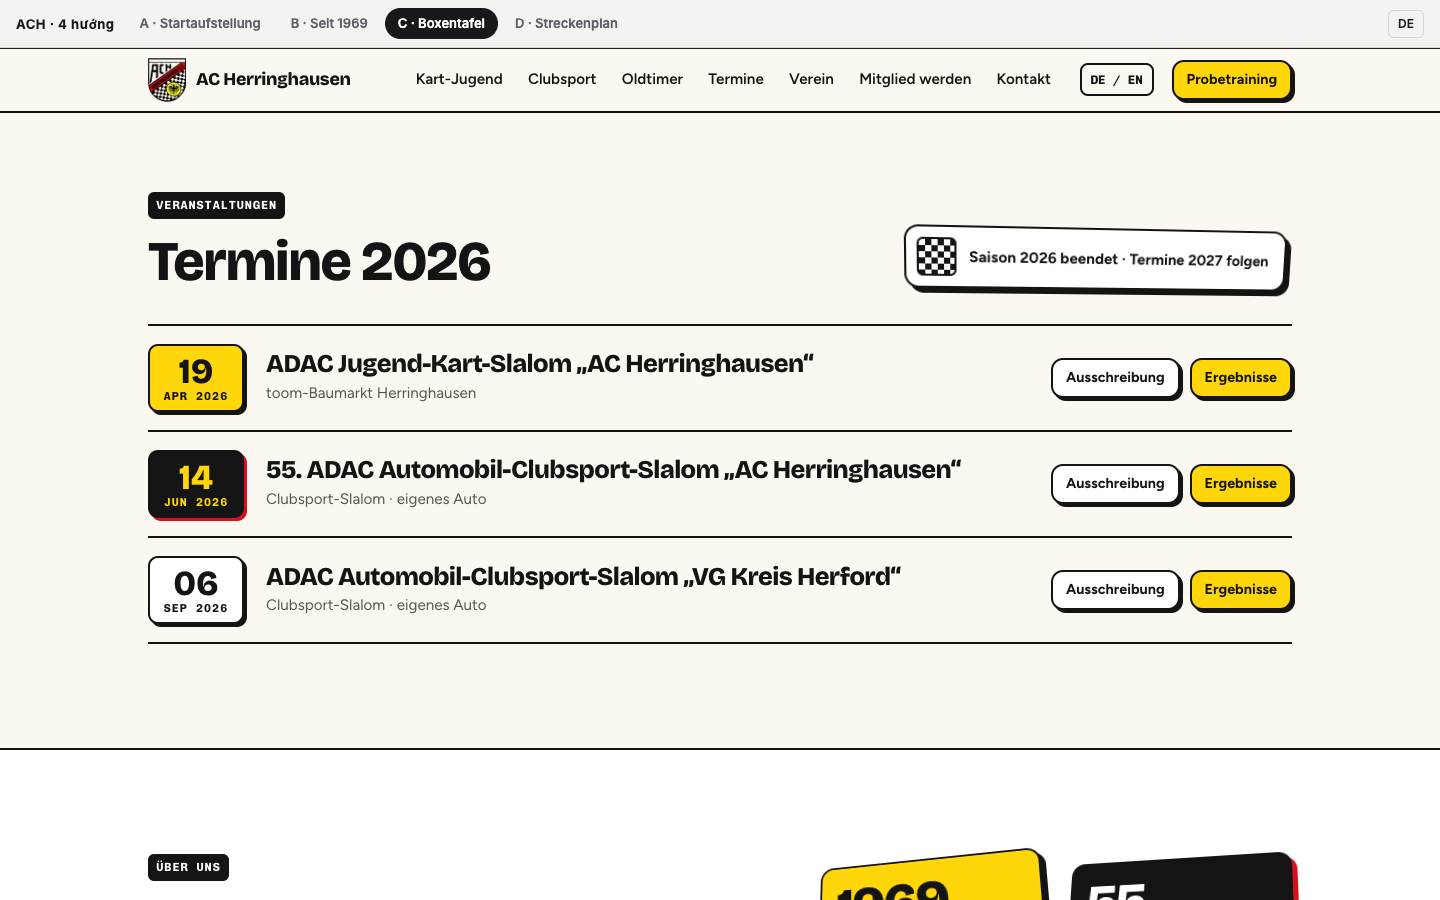 ACH · 4 hướng
A · Startaufstellung
B · Seit 1969
C · Boxentafel
D · Streckenplan
DE
ACH
AC Herringhausen
Kart-Jugend
Clubsport
Oldtimer
Termine
Verein
Mitglied werden
Kontakt
DE / EN
Probetraining
VERANSTALTUNGEN
Termine 2026
Saison 2026 beendet · Termine 2027 folgen
19
APR 2026
ADAC Jugend-Kart-Slalom „AC Herringhausen“
toom-Baumarkt Herringhausen
Ausschreibung
Ergebnisse
14
JUN 2026
55. ADAC Automobil-Clubsport-Slalom „AC Herringhausen“
Clubsport-Slalom · eigenes Auto
Ausschreibung
Ergebnisse
06
SEP 2026
ADAC Automobil-Clubsport-Slalom „VG Kreis Herford“
Clubsport-Slalom · eigenes Auto
Ausschreibung
Ergebnisse
ÜBER UNS
1969
55